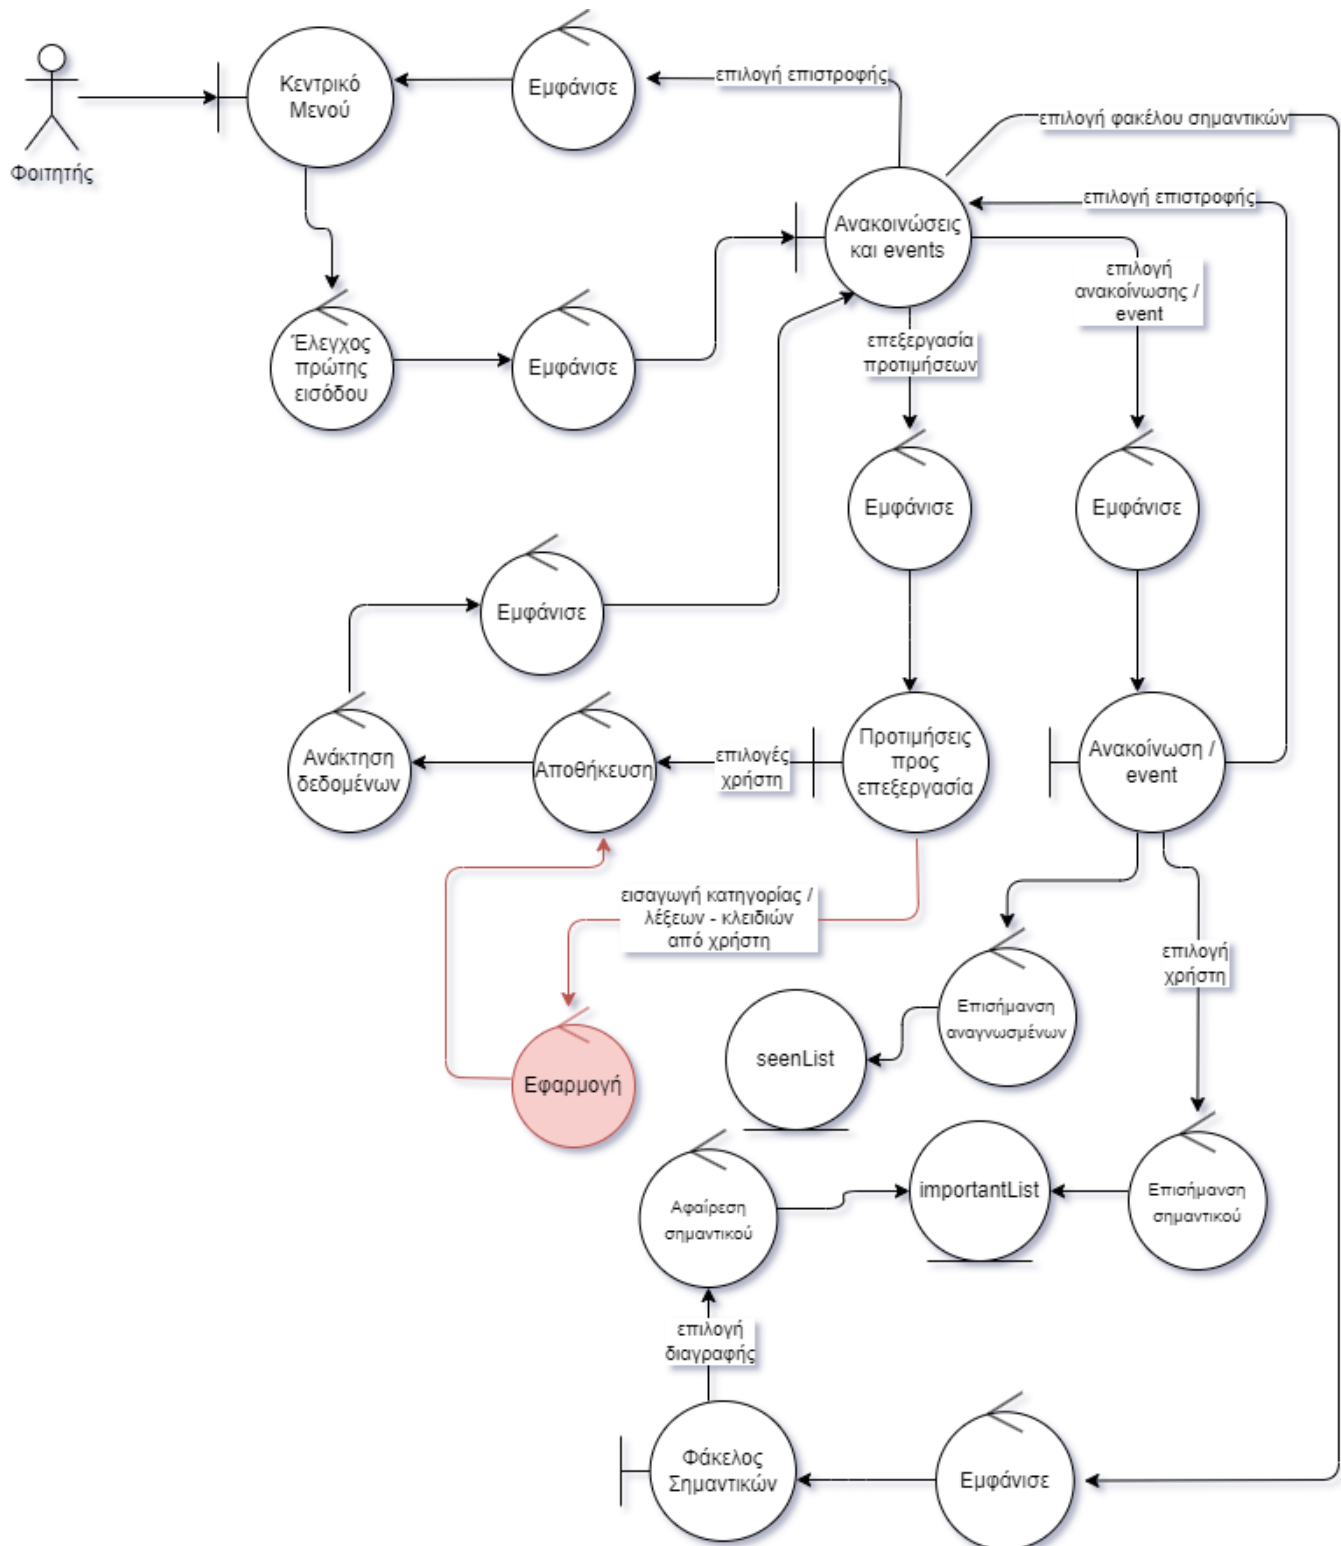 Κεντρικό
Μενού
Εμφάνισε
επιλογή επιστροφής
επιλογή φακέλου σημαντικών
Φοιτητής
επιλογή επιστροφής
Ανακοινώσεις
και events
επιλογή
ανακοίνωσης /
event
Έλεγχος
πρώτης
εισόδου
Εμφάνισε
επεξεργασία
προτιμήσεων
Εμφάνισε
Εμφάνισε
Εμφάνισε
Ανάκτηση
δεδομένων
Αποθήκευση
επιλογές
χρήστη
Προτιμήσεις
προς
επεξεργασία
Ανακοίνωση /
event
εισαγωγή κατηγορίας /
λέξεων - κλειδιών
από χρήστη
επιλογή
χρήστη
Επισήμανση
αναγνωσμένων
seenList
Εφαρμογή
Αφαίρεση
σημαντικού
importantList
Επισήμανση
σημαντικού
επιλογή
διαγραφής
Φάκελος
Σημαντικών
Εμφάνισε